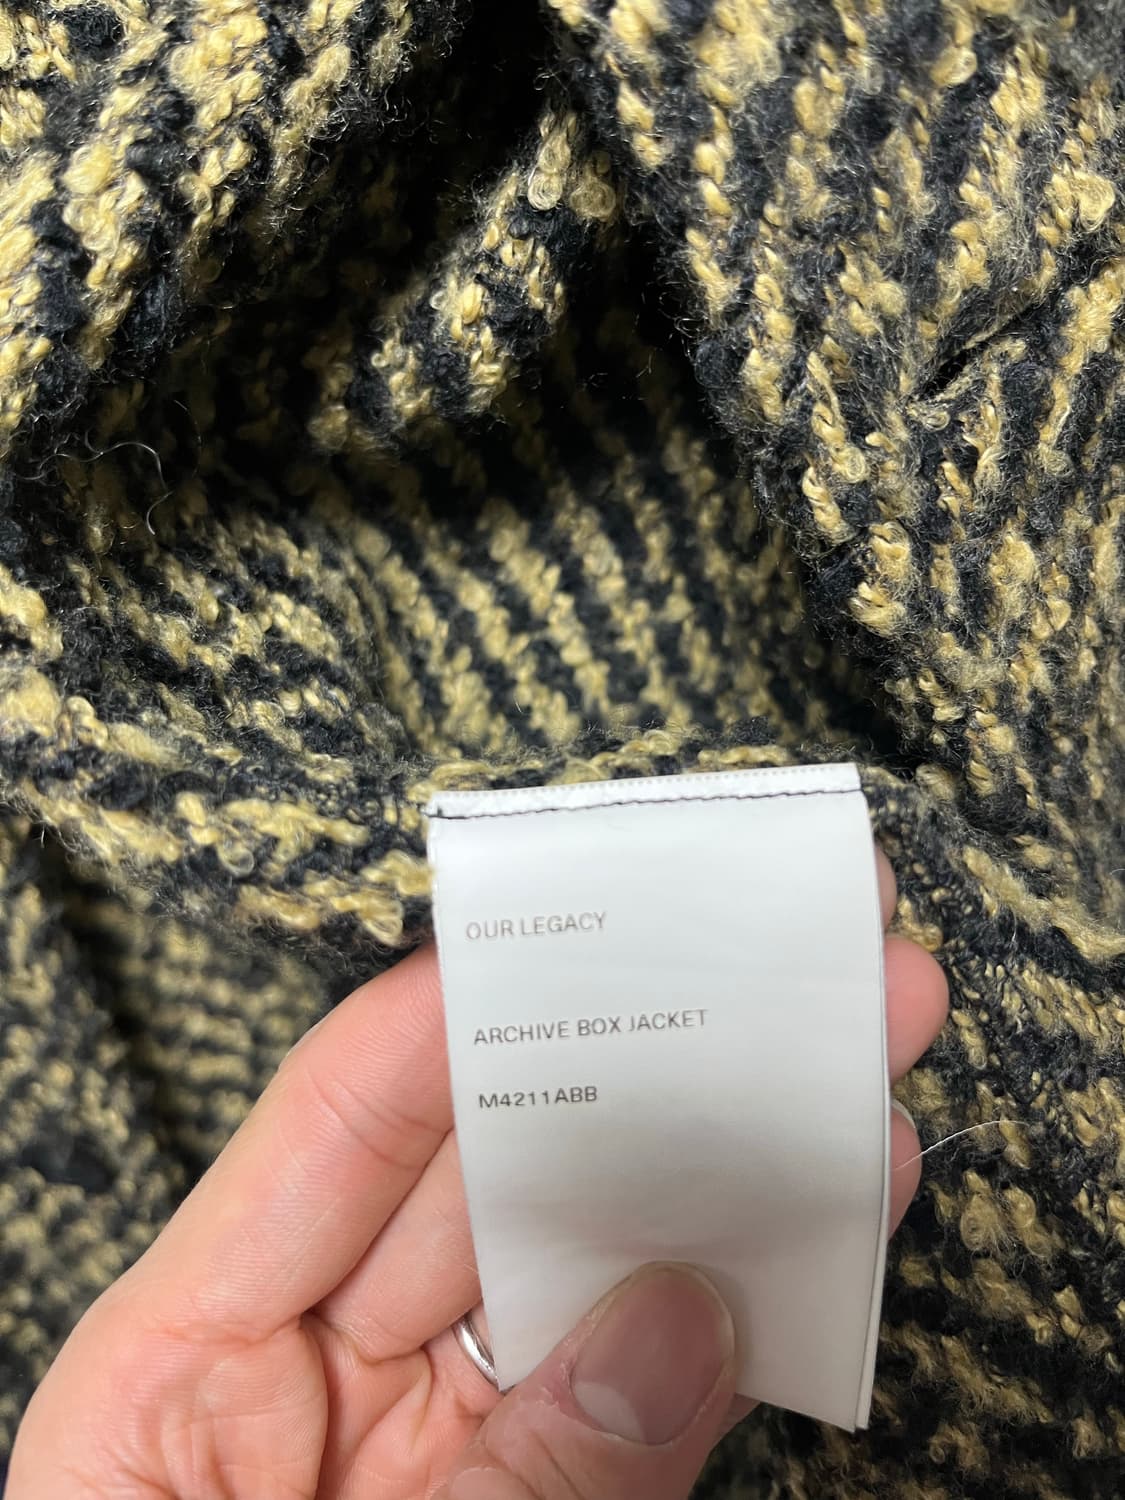 OUR LEGACY
ARCHIVE BOX JACKET
M4211ABB